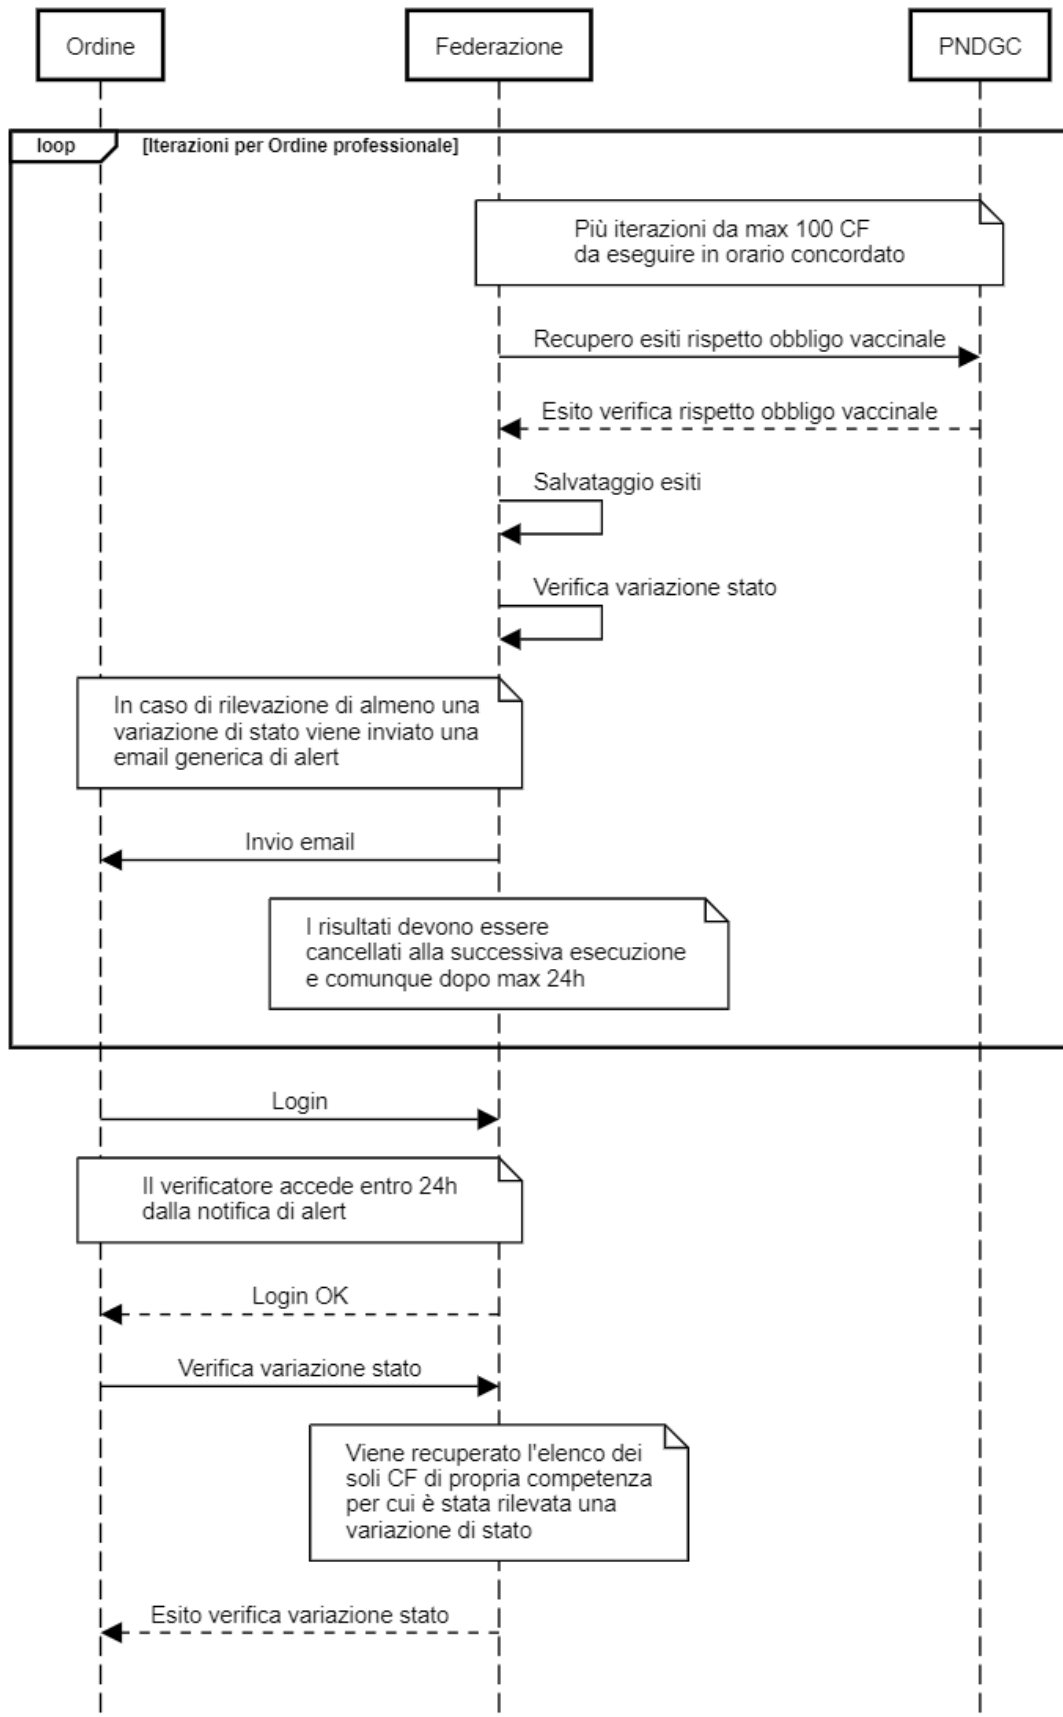 Ordine
Federazione
PNDGC
loop
[Iterazioni per Ordine professionale]
Più iterazioni da max 100 CF
da eseguire in orario concordato
Recupero esiti rispetto obbligo vaccinale
Esito verifica rispetto obbligo vaccinale
Salvataggio esiti
Verifica variazione stato
In caso di rilevazione di almeno una
variazione di stato viene inviato una
email generica di alert
Invio email
I risultati devono essere
cancellati alla successiva esecuzione
e comunque dopo max 24h
Login
Il verificatore accede entro 24h
dalla notifica di alert
Login OK
Verifica variazione stato
Viene recuperato l'elenco dei
soli CF di propria competenza
per cui è stata rilevata una
variazione di stato
Esito verifica variazione stato